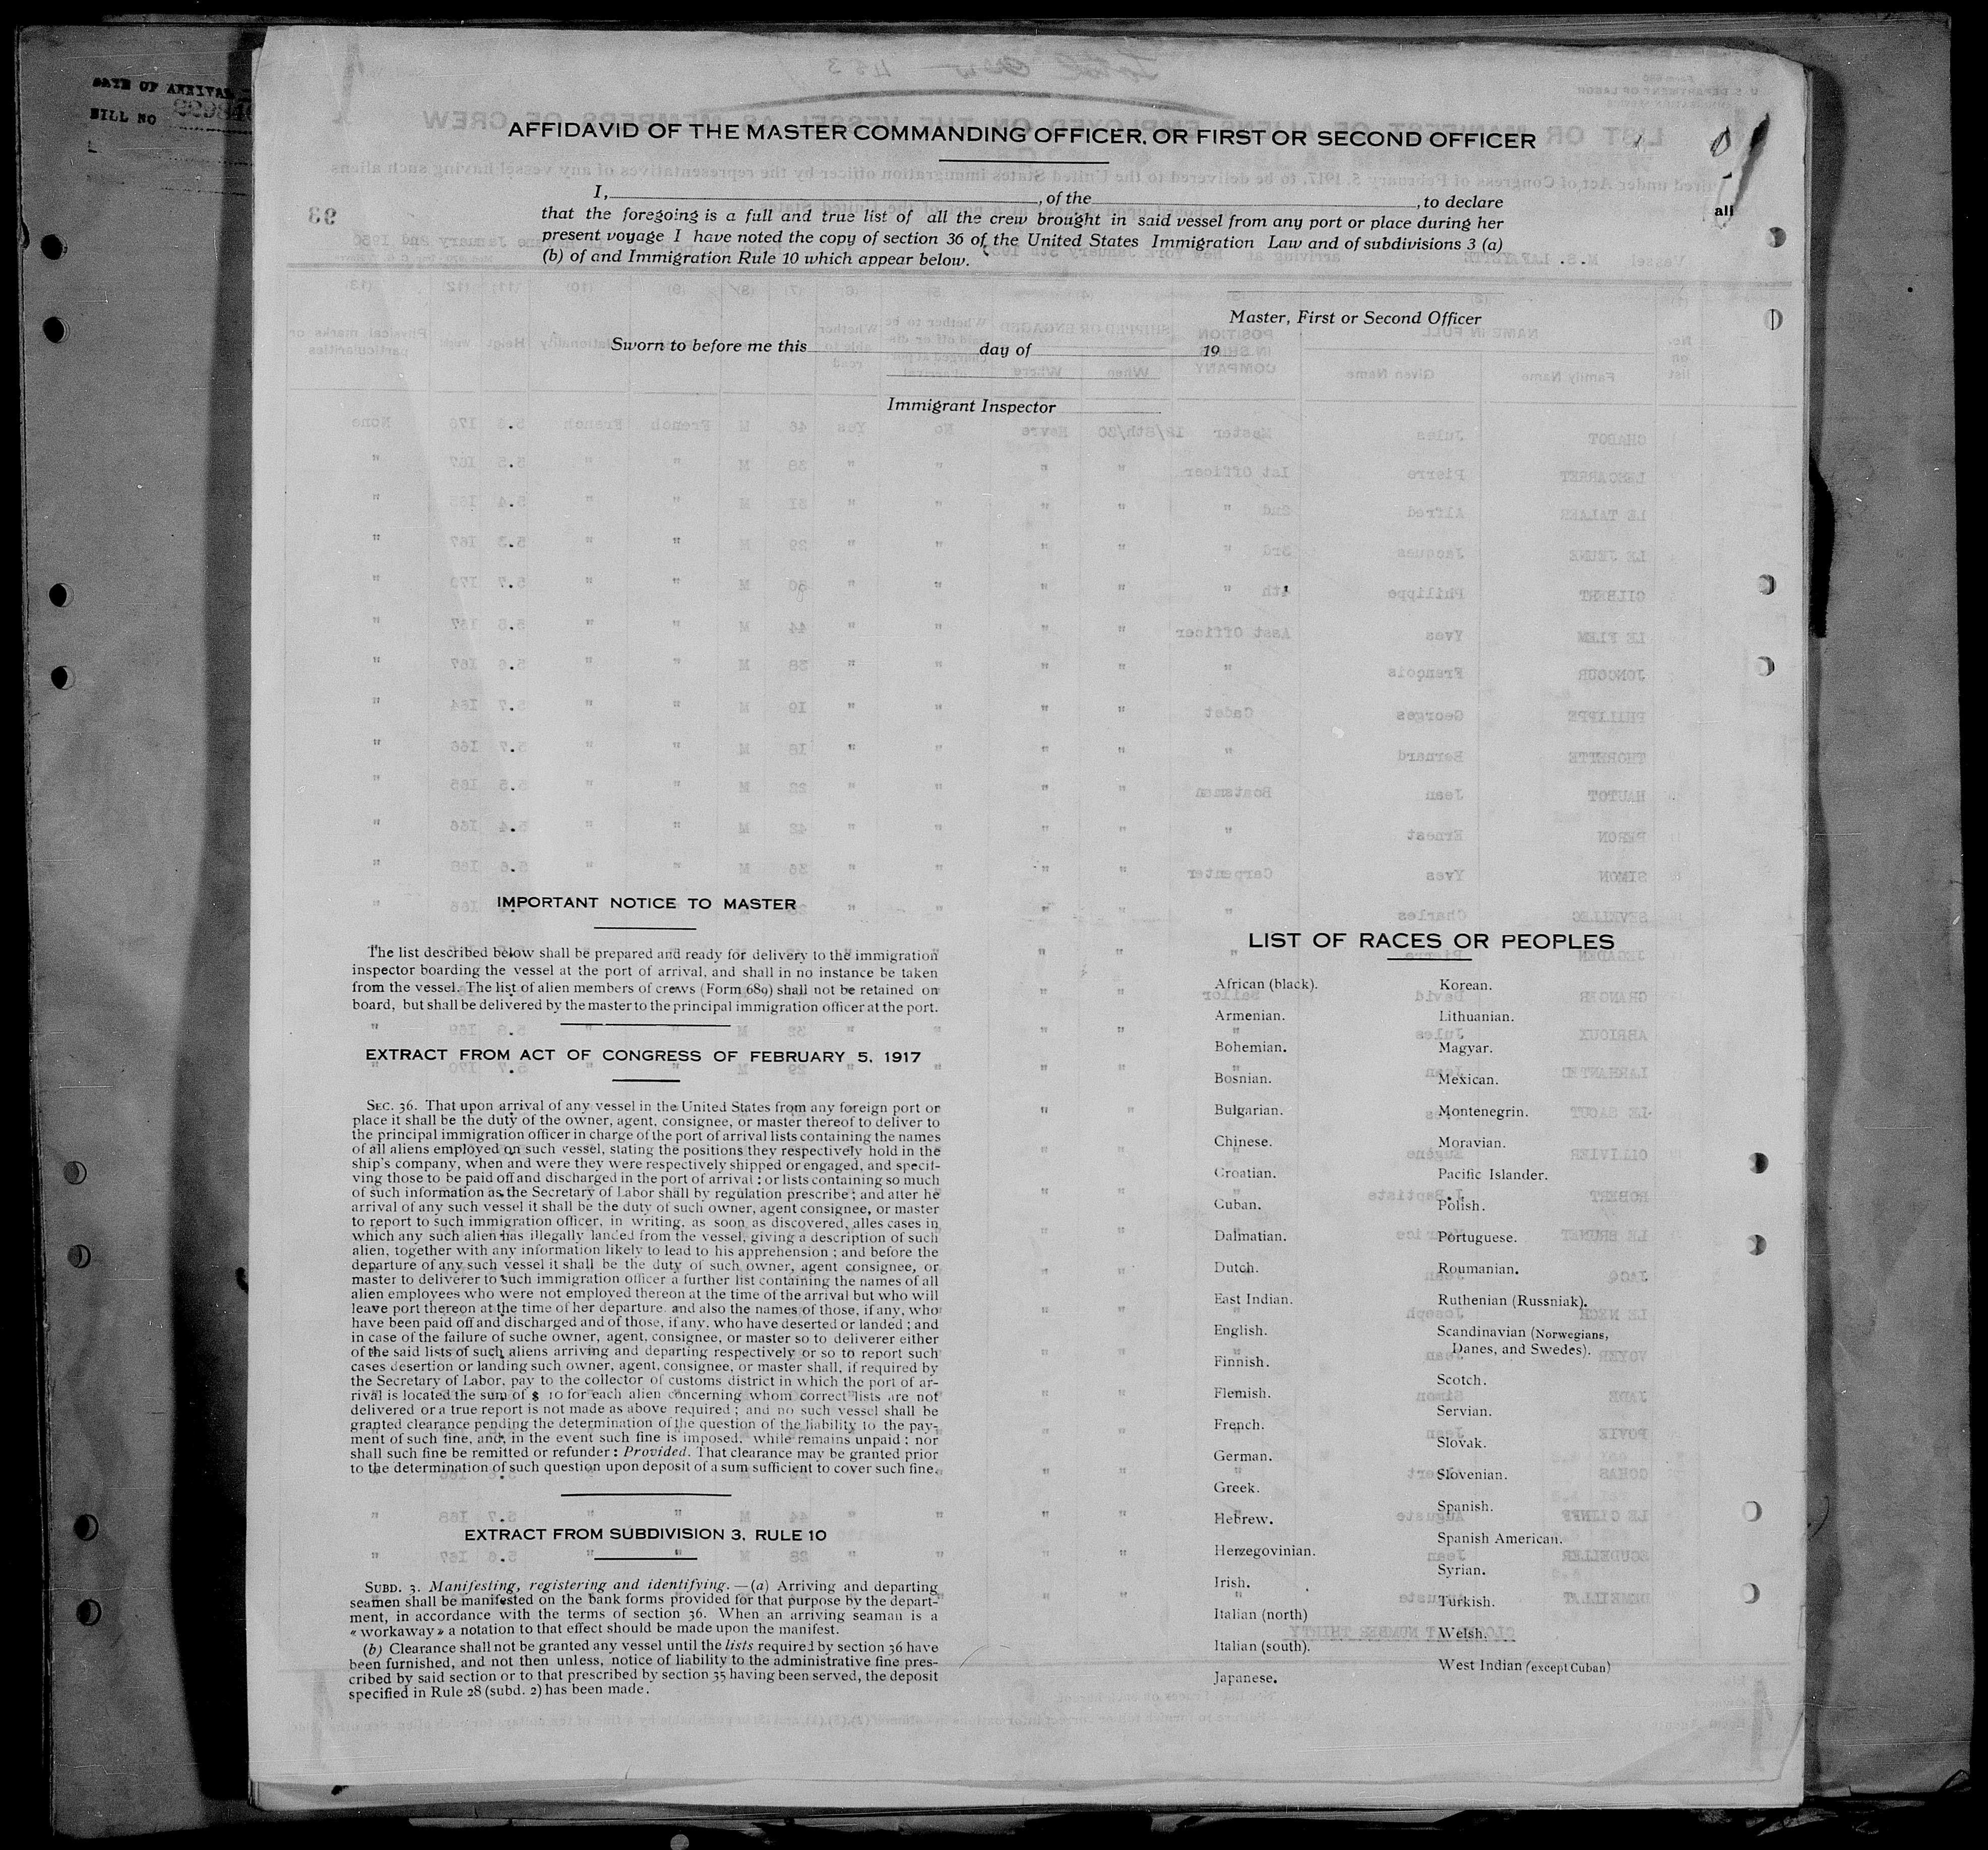 DATE OF ARRIVAL
BILL NO
AFFIDAVID OF THE MASTER COMMANDING OFFICER, OR FIRST OR SECOND OFFICER
I, , of the , to declare
all
that the foregoing is a full and true list of all the crew brought in said vessel from any port or place during her
present voyage I have noted the copy of section 36 of the United States Immigration Law and of subdivisions 3 (a)
(b) of and Immigration Rule 10 which appear below.
Master, First or Second Officer
Sworn to before me this day of 19
Immigrant Inspector
IMPORTANT NOTICE TO MASTER
The list described below shall be prepared and ready for delivery to the immigration
inspector boarding the vessel at the port of arrival, and shall in no instance be taken
from the vessel. The list of alien members of crews (Form 689) shall not be retained on
board, but shall be delivered by the master to the principal immigration officer at the port.
EXTRACT FROM ACT OF CONGRESS OF FEBRUARY 5, 1917
SEC. 36. That upon arrival of any vessel in the United States from any foreign port or
place it shall be the duty of the owner, agent, consignee, or master thereof to deliver to
the principal immigration officer in charge of the port of arrival lists containing the names
of all aliens employed on such vessel, stating the positions they respectively hold in the
ship's company, when and were they were respectively shipped or engaged, and specif-
ving those to be paid off and discharged in the port of arrival : or lists containing so much
of such information as the Secretary of Labor shall by regulation prescribe ; and atter he
arrival of any such vessel it shall be the duty of such owner, agent consignee, or master
to report to such immigration officer, in writing, as soon as discovered, alles cases in
which any such alien has illegally landed from the vessel, giving a description of such
alien, together with any information likely to lead to his apprehension ; and before the
departure of any such vessel it shall be the duty of such owner, agent consignee, or
master to deliverer to such immigration officer a further list containing the names of all
alien employees who were not employed thereon at the time of the arrival but who will
leave port thereon at the time of her departure. and also the names of those, if any, who
have been paid off and discharged and of those, if any, who have deserted or landed ; and
in case of the failure of suche owner, agent, consignee, or master so to deliverer either
of the said lists of such aliens arriving and departing respectively or so to report such
cases desertion or landing such owner, agent, consignee, or master shall, if required by
the Secretary of Labor, pay to the collector of customs district in which the port of ar-
rival is located the sum of $ 10 for each alien concerning whom correct lists are not
delivered or a true report is not made as above required ; and no such vessel shall be
granted clearance pending the determination of the question of the liability to the pay-
ment of such fine, and, in the event such fine is imposed, while remains unpaid ; nor
shall such fine be remitted or refunder : Provided. That clearance may be granted prior
to the determination of such question upon deposit of a sum sufficient to cover such fine.
EXTRACT FROM SUBDIVISION 3, RULE 10
SUBD. 3. Manifesting, registering and identifying. — (a) Arriving and departing
seamen shall be manifested on the bank forms provided for that purpose by the depart-
ment, in accordance with the terms of section 36. When an arriving seaman is a
« workaway » a notation to that effect should be made upon the manifest.
(b) Clearance shall not be granted any vessel until the lists required by section 36 have
been furnished, and not then unless, notice of liability to the administrative fine pres-
cribed by said section or to that prescribed by section 35 having been served, the deposit
specified in Rule 28 (subd. 2) has been made.
LIST OF RACES OR PEOPLES
African (black).
Armenian.
Bohemian.
Bosnian.
Bulgarian.
Chinese.
Croatian.
Cuban.
Dalmatian.
Dutch.
East Indian.
English.
Finnish.
Flemish.
French.
German.
Greek.
Hebrew.
Herzegovinian.
Irish.
Italian (north)
Italian (south).
Japanese.
Korean.
Lithuanian.
Magyar.
Mexican.
Montenegrin.
Moravian.
Pacific Islander.
Polish.
Portuguese.
Roumanian.
Ruthenian (Russniak).
Scandinavian (Norwegians,
Danes, and Swedes).
Scotch.
Servian.
Slovak.
Slovenian.
Spanish.
Spanish American.
Syrian.
Turkish.
Welsh.
West Indian (except Cuban)